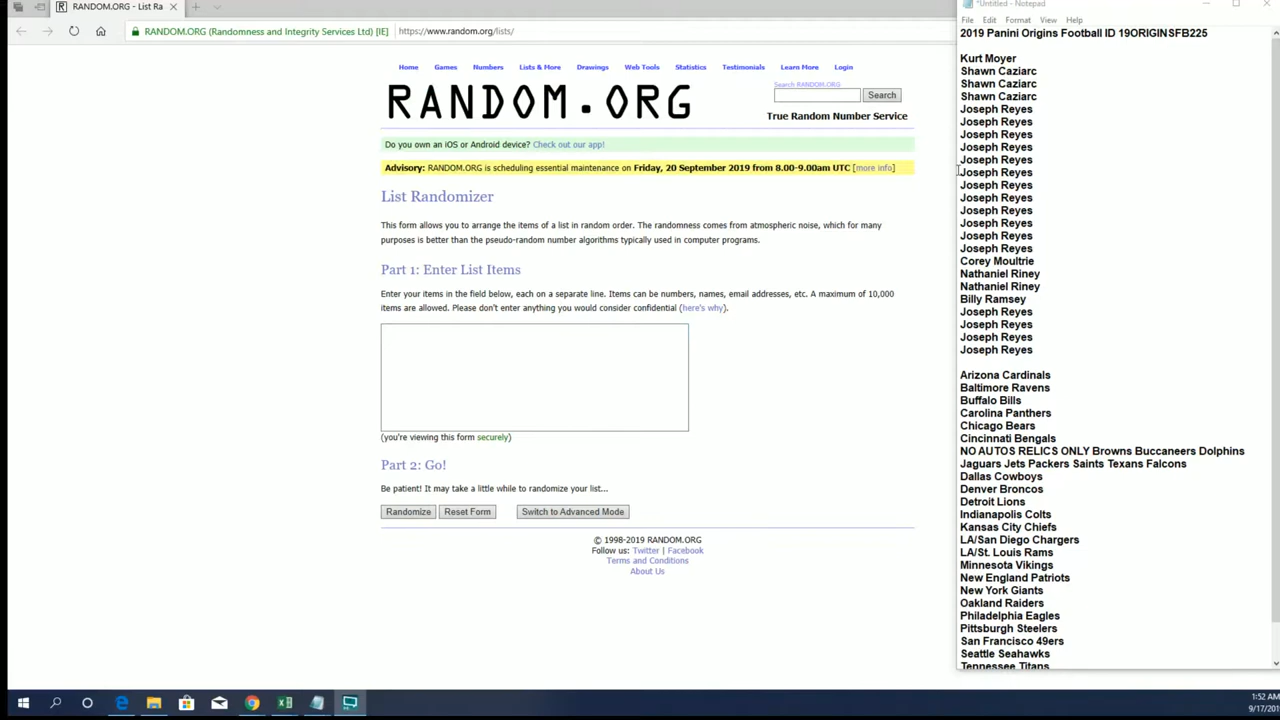 RANDOM.ORG - List Ra
*Untitled - Notepad
RANDOM.ORG (Randomness and Integrity Services Ltd) [IE]
https://www.random.org/lists/
File Edit Format View Help
2019 Panini Origins Football ID 19ORIGINSFB225
Home Games Numbers Lists & More Drawings Web Tools Statistics Testimonials Learn More Login
RANDOM.ORG
Search RANDOM.ORG
Search
True Random Number Service
Do you own an iOS or Android device? Check out our app!
Advisory: RANDOM.ORG is scheduling essential maintenance on Friday, 20 September 2019 from 8.00-9.00am UTC [more info]
List Randomizer
This form allows you to arrange the items of a list in random order. The randomness comes from atmospheric noise, which for many
purposes is better than the pseudo-random number algorithms typically used in computer programs.
Part 1: Enter List Items
Enter your items in the field below, each on a separate line. Items can be numbers, names, email addresses, etc. A maximum of 10,000
items are allowed. Please don't enter anything you would consider confidential (here's why).
(you're viewing this form securely)
Part 2: Go!
Be patient! It may take a little while to randomize your list...
Randomize Reset Form Switch to Advanced Mode
© 1998-2019 RANDOM.ORG
Follow us: Twitter | Facebook
Terms and Conditions
About Us
Kurt Moyer
Shawn Caziarc
Shawn Caziarc
Shawn Caziarc
Joseph Reyes
Joseph Reyes
Joseph Reyes
Joseph Reyes
Joseph Reyes
Joseph Reyes
Joseph Reyes
Joseph Reyes
Joseph Reyes
Joseph Reyes
Joseph Reyes
Joseph Reyes
Corey Moultrie
Nathaniel Riney
Nathaniel Riney
Billy Ramsey
Joseph Reyes
Joseph Reyes
Joseph Reyes
Joseph Reyes
Arizona Cardinals
Baltimore Ravens
Buffalo Bills
Carolina Panthers
Chicago Bears
Cincinnati Bengals
NO AUTOS RELICS ONLY Browns Buccaneers Dolphins
Jaguars Jets Packers Saints Texans Falcons
Dallas Cowboys
Denver Broncos
Detroit Lions
Indianapolis Colts
Kansas City Chiefs
LA/San Diego Chargers
LA/St. Louis Rams
Minnesota Vikings
New England Patriots
New York Giants
Oakland Raiders
Philadelphia Eagles
Pittsburgh Steelers
San Francisco 49ers
Seattle Seahawks
Tennessee Titans
1:52 AM
9/17/201